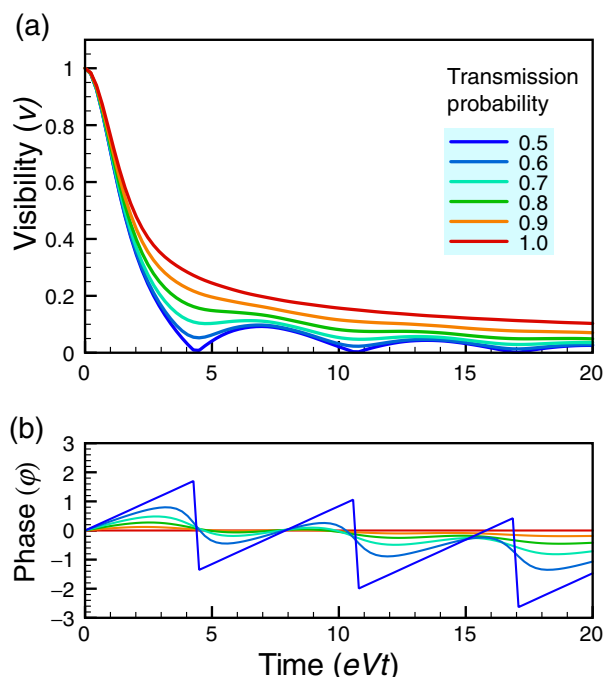 (a)
Visibility (v)
1
0.8
0.6
0.4
0.2
0
Transmission
probability
0.5
0.6
0.7
0.8
0.9
1.0
0 5 10 15 20
(b)
Phase (φ)
3
2
1
0
−1
−2
−3
0 5 10 15 20
Time (eVt)